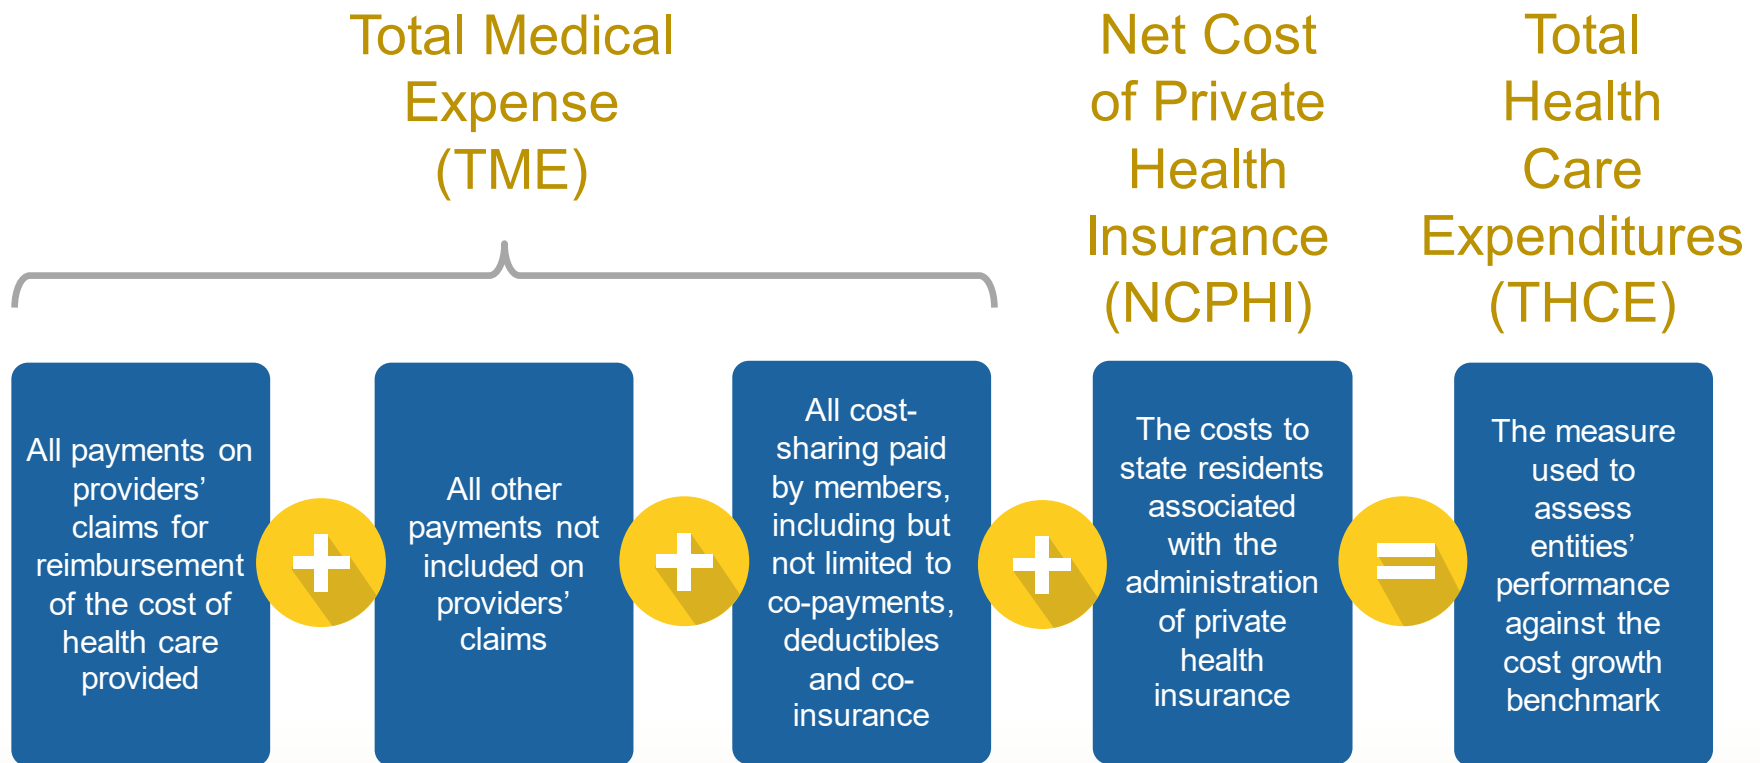 Total Medical
Expense
(TME)
Net Cost
of Private
Health
Insurance
(NCPHI)
Total
Health
Care
Expenditures
(THCE)
All payments on
providers’
claims for
reimbursement
of the cost of
health care
provided
+
All other
payments not
included on
providers’
claims
+
All cost-
sharing paid
by members,
including but
not limited to
co-payments,
deductibles
and co-
insurance
+
The costs to
state residents
associated
with the
administration
of private
health
insurance
=
The measure
used to
assess
entities’
performance
against the
cost growth
benchmark